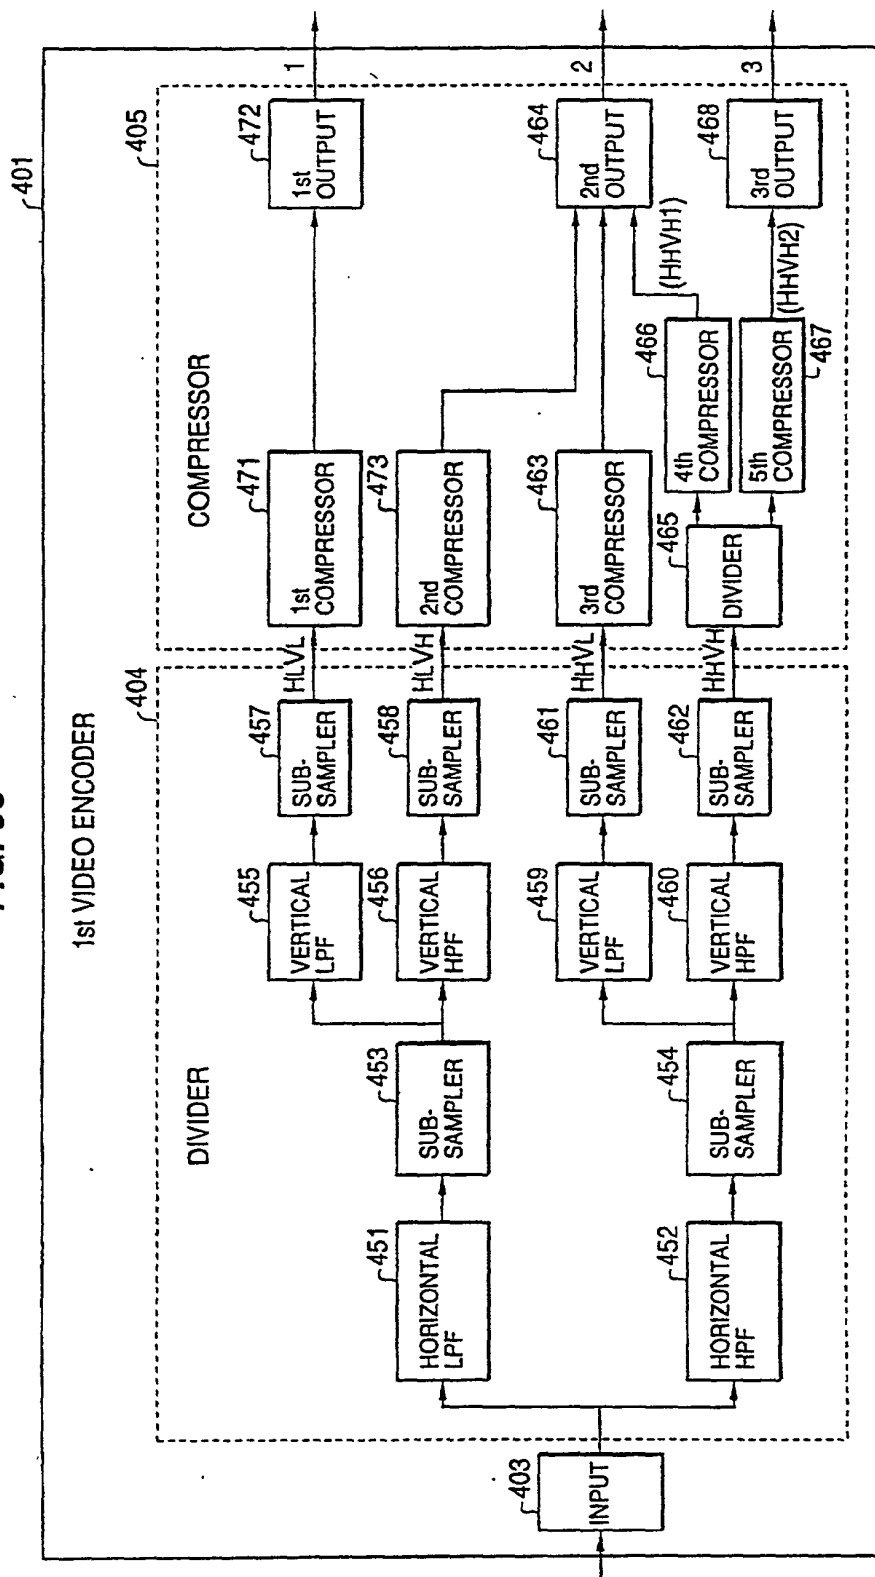 1st VIDEO ENCODER
401
403
INPUT
404
DIVIDER
451
HORIZONTAL
LPF
452
HORIZONTAL
HPF
453
SUB-
SAMPLER
454
SUB-
SAMPLER
455
VERTICAL
LPF
456
VERTICAL
HPF
459
VERTICAL
LPF
460
VERTICAL
HPF
457
SUB-
SAMPLER
458
SUB-
SAMPLER
461
SUB-
SAMPLER
462
SUB-
SAMPLER
HLVL
HLVH
HHVL
HHVH
405
COMPRESSOR
471
1st
COMPRESSOR
473
2nd
COMPRESSOR
463
3rd
COMPRESSOR
465
DIVIDER
466
4th
COMPRESSOR
5th
COMPRESSOR
467
(HHVH1)
(HHVH2)
472
1st
OUTPUT
464
2nd
OUTPUT
468
3rd
OUTPUT
1
2
3